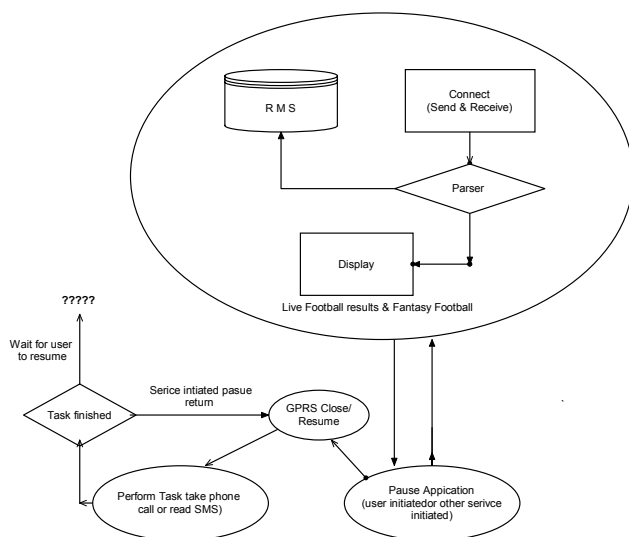 R M S
Connect
(Send & Receive)
Parser
Display
Live Football results & Fantasy Football
?????
Wait for user
to resume
Serice intiated pasue
return
Task finished
GPRS Close/
Resume
Perform Task take phone
call or read SMS)
Pause Appication
(user initiatedor other serivce
initiated)